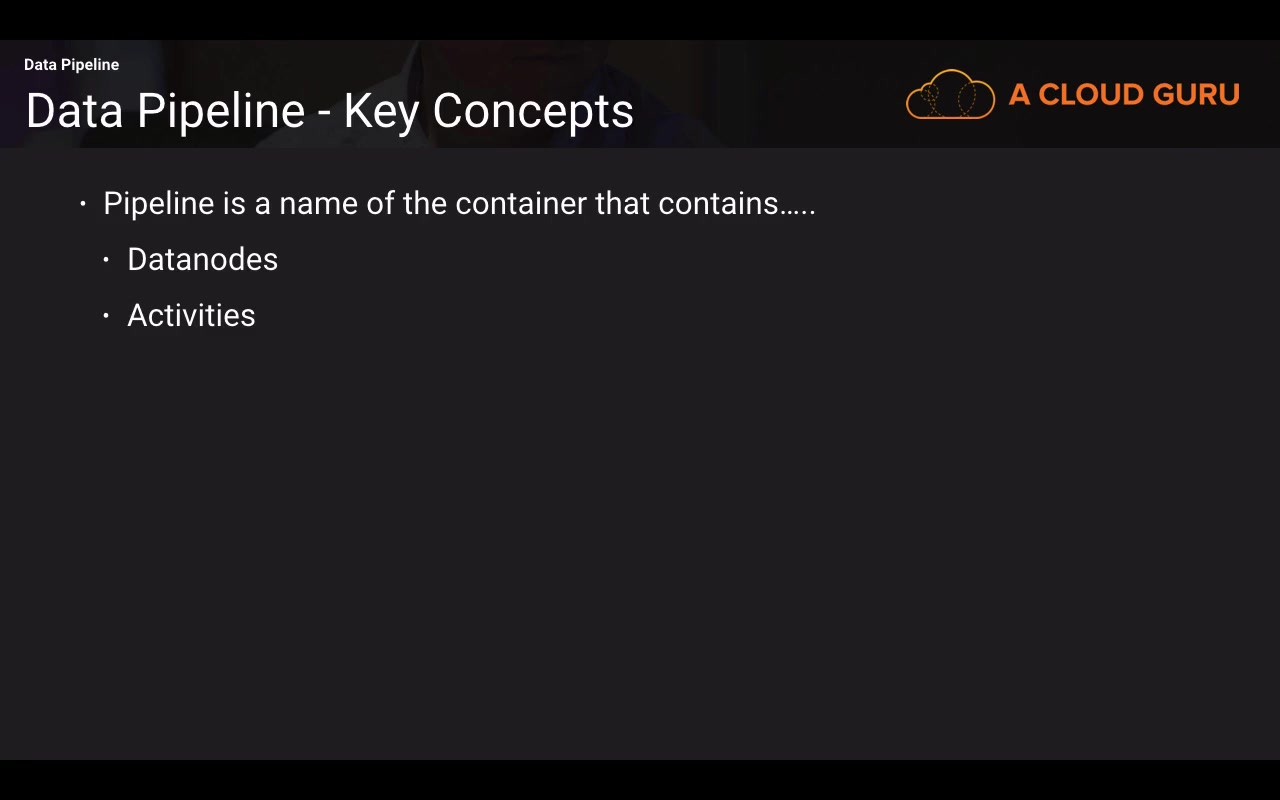 Data Pipeline
Data Pipeline - Key Concepts
A CLOUD GURU
· Pipeline is a name of the container that contains.....
· Datanodes
· Activities